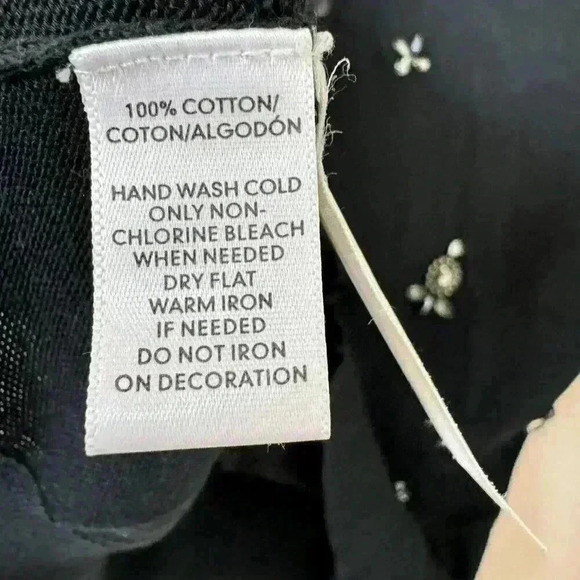 100% COTTON/
COTON/ALGODÓN
HAND WASH COLD
ONLY NON-
CHLORINE BLEACH
WHEN NEEDED
DRY FLAT
WARM IRON
IF NEEDED
DO NOT IRON
ON DECORATION